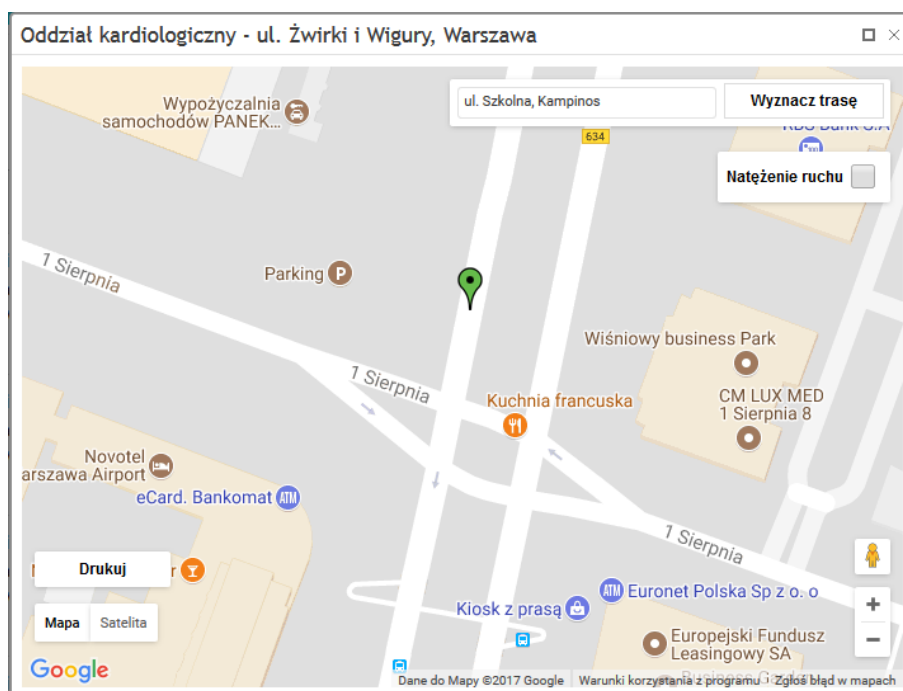 Oddział kardiologiczny - ul. Żwirki i Wigury, Warszawa
ul. Szkolna, Kampinos
Wyznacz trasę
Wypożyczalnia
samochodów PANEK...
634
Natężenie ruchu
1 Sierpnia
Parking P
Wiśniowy business Park
1 Sierpnia
CM LUX MED
1 Sierpnia 8
Kuchnia francuska
Novotel
arszawa Airport
eCard. Bankomat ATM
1 Sierpnia
Drukuj
r
ATM Euronet Polska Sp z o. o
Kiosk z prasą
+
Mapa Satelita
Europejski Fundusz
Leasingowy SA
−
Google
Dane do Mapy ©2017 Google
Warunki korzystania z programu
Zgłoś błąd w mapach